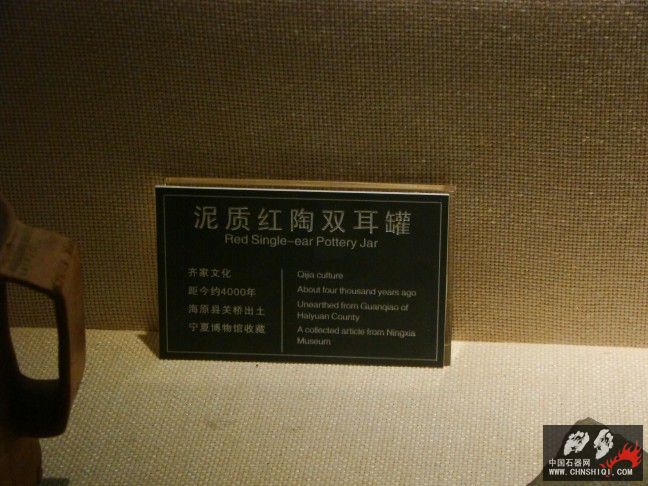 泥质红陶双耳罐
Red Single-ear Pottery Jar
齐家文化
距今约4000年
海原县关桥出土
宁夏博物馆收藏
Qijia culture
About four thousand years ago
Unearthed from Guanqiao of
Haiyuan County
A collected article from Ningxia
Museum
中国石器网
WWW.CHNSHIQI.COM